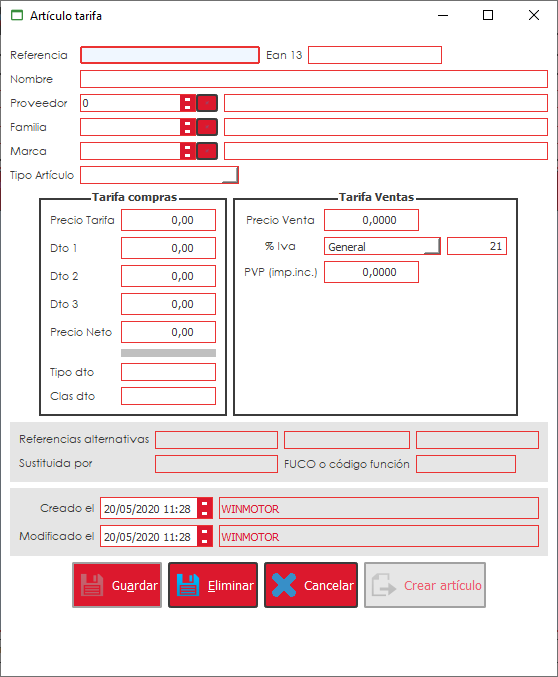 Artículo tarifa
Referencia Ean 13
Nombre
Proveedor 0
Familia
Marca
Tipo Artículo
Tarifa compras
Precio Tarifa 0,00
Dto 1 0,00
Dto 2 0,00
Dto 3 0,00
Precio Neto 0,00
Tipo dto
Clas dto
Tarifa Ventas
Precio Venta 0,0000
% Iva General 21
PVP (imp.inc.) 0,0000
Referencias alternativas
Sustituida por FUCO o código función
Creado el 20/05/2020 11:28 WINMOTOR
Modificado el 20/05/2020 11:28 WINMOTOR
Guardar Eliminar Cancelar Crear artículo